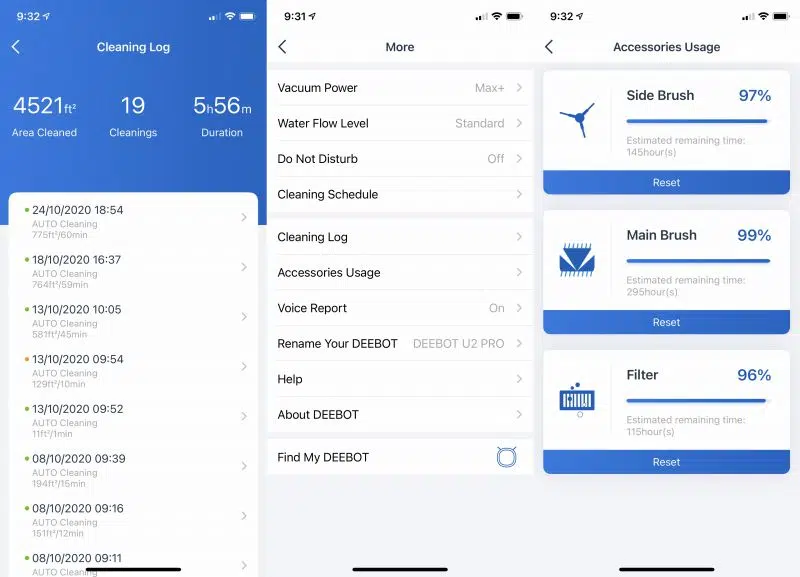 9:32
Cleaning Log
4521ft²
19
5h56m
Area Cleaned
Cleanings
Duration
24/10/2020 18:54
AUTO Cleaning
775ft²/60min
18/10/2020 16:37
AUTO Cleaning
764ft²/59min
13/10/2020 10:05
AUTO Cleaning
581ft²/45min
13/10/2020 09:54
AUTO Cleaning
129ft²/10min
13/10/2020 09:52
AUTO Cleaning
11ft²/1min
08/10/2020 09:39
AUTO Cleaning
194ft²/15min
08/10/2020 09:16
AUTO Cleaning
151ft²/12min
08/10/2020 09:11
AUTO Cleaning
9:31
More
Vacuum Power Max+
Water Flow Level Standard
Do Not Disturb Off
Cleaning Schedule
Cleaning Log
Accessories Usage
Voice Report On
Rename Your DEEBOT DEEBOT U2 PRO
Help
About DEEBOT
Find My DEEBOT
9:32
Accessories Usage
Side Brush 97%
Estimated remaining time:
145hour(s)
Reset
Main Brush 99%
Estimated remaining time:
295hour(s)
Reset
Filter 96%
Estimated remaining time:
115hour(s)
Reset